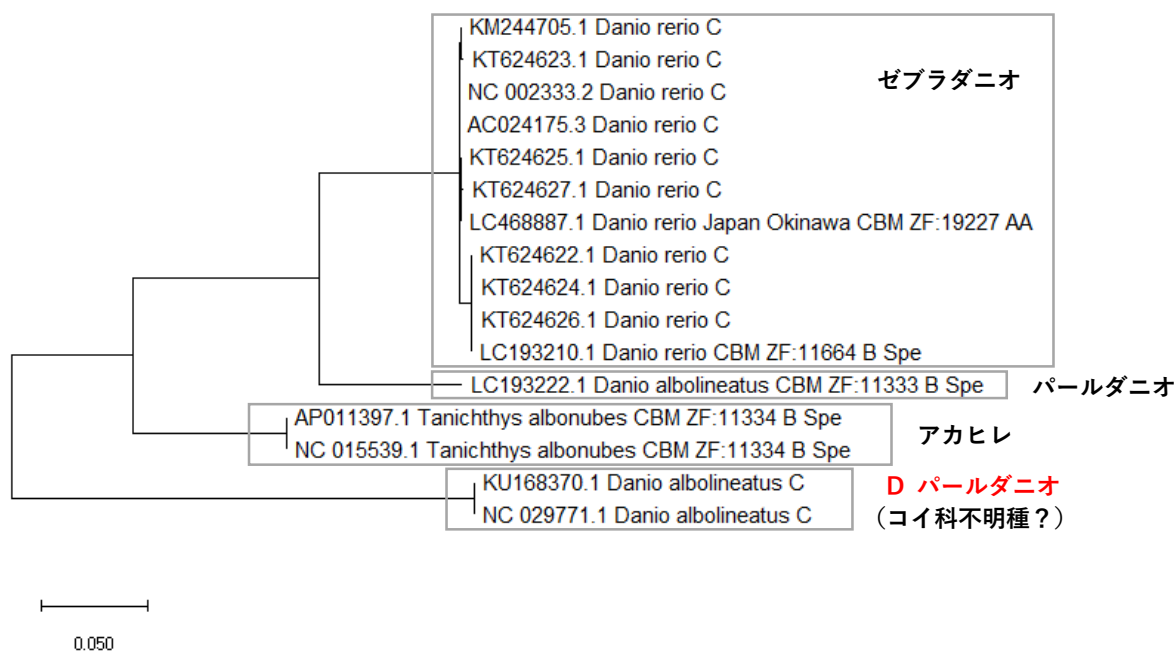 KM244705.1 Danio rerio C
KT624623.1 Danio rerio C
ゼブラダニオ
NC 002333.2 Danio rerio C
AC024175.3 Danio rerio C
KT624625.1 Danio rerio C
KT624627.1 Danio rerio C
LC468887.1 Danio rerio Japan Okinawa CBM ZF:19227 AA
KT624622.1 Danio rerio C
KT624624.1 Danio rerio C
KT624626.1 Danio rerio C
LC193210.1 Danio rerio CBM ZF:11664 B Spe
LC193222.1 Danio albolineatus CBM ZF:11333 B Spe
パールダニオ
AP011397.1 Tanichthys albonubes CBM ZF:11334 B Spe
アカヒレ
NC 015539.1 Tanichthys albonubes CBM ZF:11334 B Spe
KU168370.1 Danio albolineatus C
D パールダニオ
NC 029771.1 Danio albolineatus C
（コイ科不明種？）
0.050